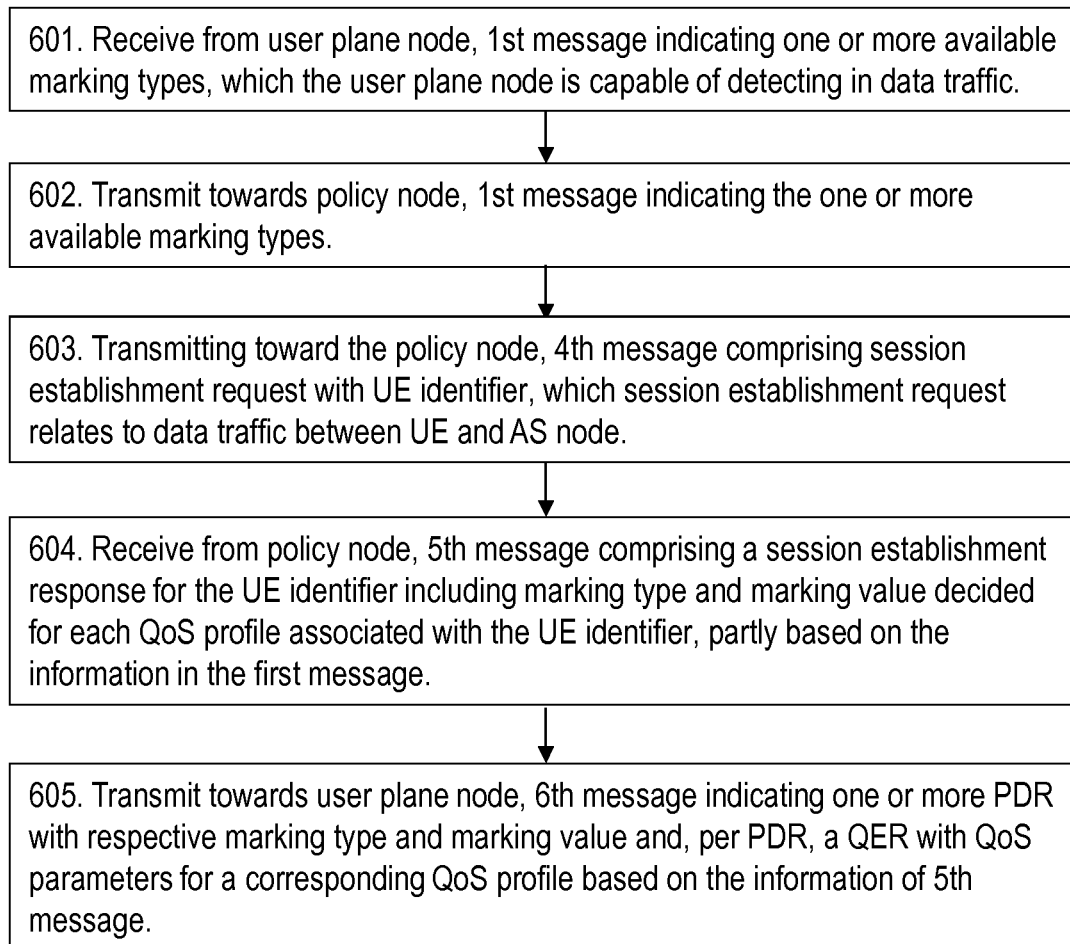 601. Receive from user plane node, 1st message indicating one or more available
marking types, which the user plane node is capable of detecting in data traffic.
602. Transmit towards policy node, 1st message indicating the one or more
available marking types.
603. Transmitting toward the policy node, 4th message comprising session
establishment request with UE identifier, which session establishment request
relates to data traffic between UE and AS node.
604. Receive from policy node, 5th message comprising a session establishment
response for the UE identifier including marking type and marking value decided
for each QoS profile associated with the UE identifier, partly based on the
information in the first message.
605. Transmit towards user plane node, 6th message indicating one or more PDR
with respective marking type and marking value and, per PDR, a QER with QoS
parameters for a corresponding QoS profile based on the information of 5th
message.